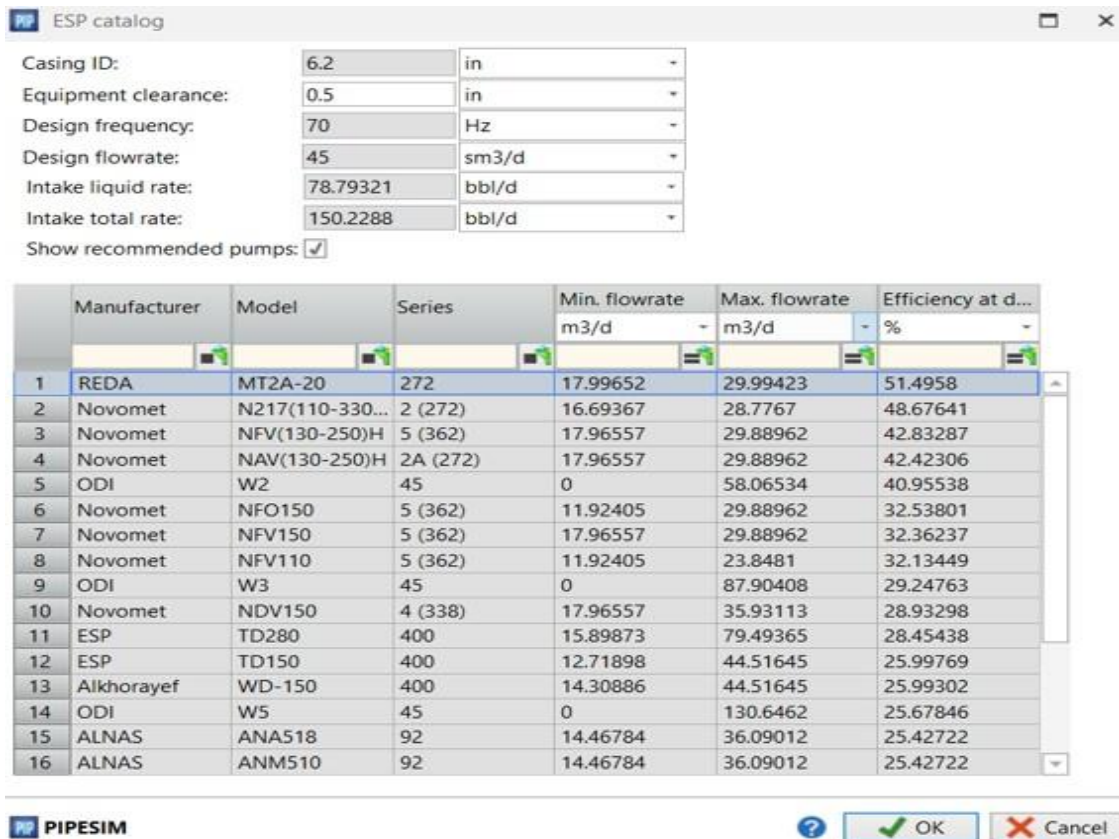 PIP ESP catalog
Casing ID: 6.2 in
Equipment clearance: 0.5 in
Design frequency: 70 Hz
Design flowrate: 45 sm3/d
Intake liquid rate: 78.79321 bbl/d
Intake total rate: 150.2288 bbl/d
Show recommended pumps:
Manufacturer Model Series Min. flowrate Max. flowrate Efficiency at d...
m3/d m3/d %
1 REDA MT2A-20 272 17.99652 29.99423 51.4958
2 Novomet N217(110-330... 2 (272) 16.69367 28.7767 48.67641
3 Novomet NFV(130-250)H 5 (362) 17.96557 29.88962 42.83287
4 Novomet NAV(130-250)H 2A (272) 17.96557 29.88962 42.42306
5 ODI W2 45 0 58.06534 40.95538
6 Novomet NFO150 5 (362) 11.92405 29.88962 32.53801
7 Novomet NFV150 5 (362) 17.96557 29.88962 32.36237
8 Novomet NFV110 5 (362) 11.92405 23.8481 32.13449
9 ODI W3 45 0 87.90408 29.24763
10 Novomet NDV150 4 (338) 17.96557 35.93113 28.93298
11 ESP TD280 400 15.89873 79.49365 28.45438
12 ESP TD150 400 12.71898 44.51645 25.99769
13 Alkhorayef WD-150 400 14.30886 44.51645 25.99302
14 ODI W5 45 0 130.6462 25.67846
15 ALNAS ANA518 92 14.46784 36.09012 25.42722
16 ALNAS ANM510 92 14.46784 36.09012 25.42722
PIP PIPESIM ? OK Cancel